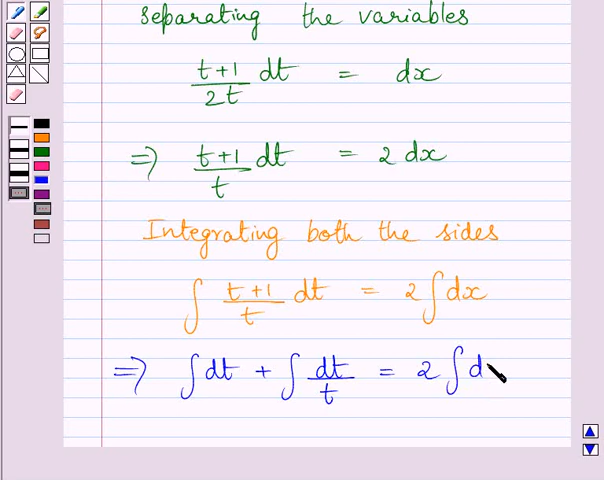 separating the variables
t+1/2t dt = dx
=> t+1/t dt = 2 dx
Integrating both the sides
∫ t+1/t dt = 2 ∫ dx
=> ∫ dt + ∫ dt/t = 2 ∫ d